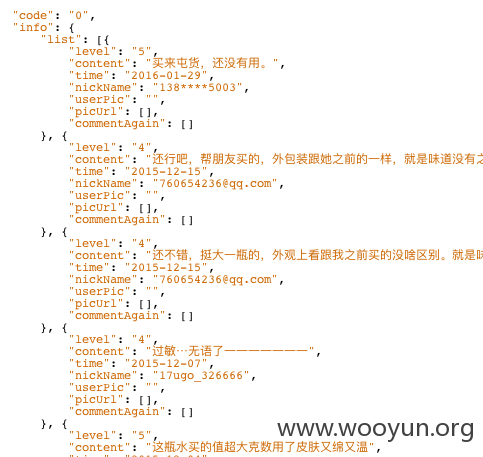 "code": "0",
"info": {
"list": [{
"level": "5",
"content": "买来屯货，还没有用。",
"time": "2016-01-29",
"nickName": "138****5003",
"userPic": "",
"picUrl": [],
"commentAgain": []
}, {
"level": "4",
"content": "还行吧，帮朋友买的，外包装跟她之前的一样，就是味道没有之
"time": "2015-12-15",
"nickName": "760654236@qq.com",
"userPic": "",
"picUrl": [],
"commentAgain": []
}, {
"level": "4",
"content": "还不错，挺大一瓶的，外观上看跟我之前买的没啥区别。就是味
"time": "2015-12-15",
"nickName": "760654236@qq.com",
"userPic": "",
"picUrl": [],
"commentAgain": []
}, {
"level": "4",
"content": "过敏…无语了一一一一一一一",
"time": "2015-12-07",
"nickName": "17ugo_326666",
"userPic": "",
"picUrl": [],
"commentAgain": []
}, {
"level": "5",
"content": "这瓶水买的值超大克数用了皮肤又绵又温",
www.wooyun.org